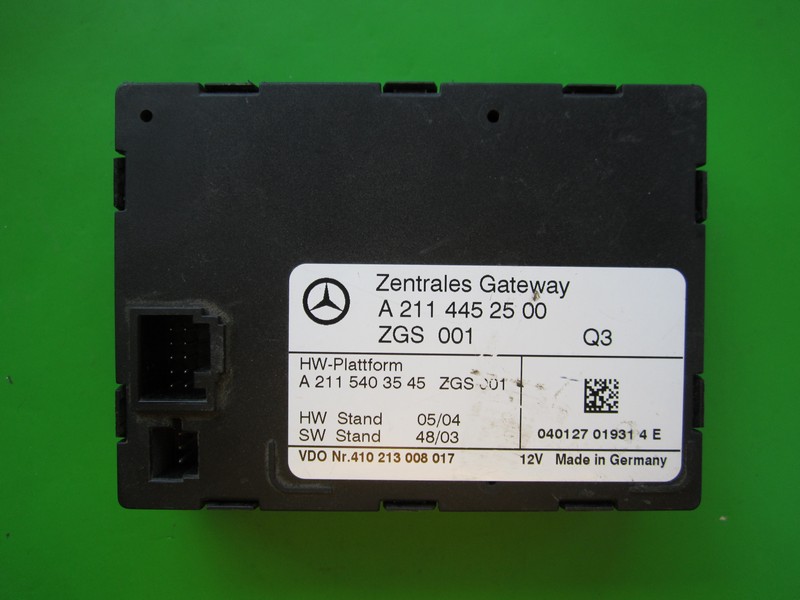 Zentrales Gateway
A 211 445 25 00
ZGS 001 Q3
HW-Plattform
A 211 540 35 45 ZGS 001
HW Stand 05/04
SW Stand 48/03
040127 01931 4 E
VDO Nr.410 213 008 017 12V Made in Germany